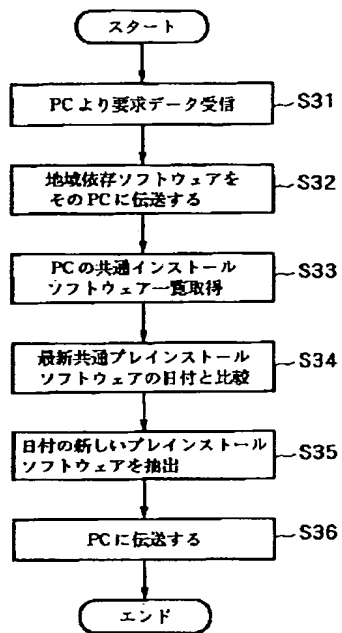 スタート
PCより要求データ受信
S31
地域依存ソフトウェアを
そのPCに伝送する
S32
PCの共通インストール
ソフトウェア一覧取得
S33
最新共通プレインストール
ソフトウェアの日付と比較
S34
日付の新しいプレインストール
ソフトウェアを抽出
S35
PCに伝送する
S36
エンド